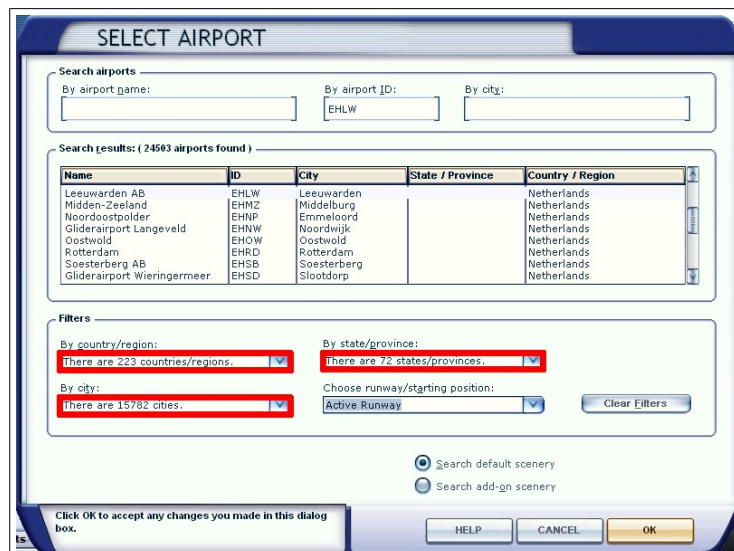 SELECT AIRPORT
Search airports
By airport name:
By airport ID:
By city:
EHLW
Search results: ( 24503 airports found )
Name ID City State / Province Country / Region
Leeuwarden AB EHLW Leeuwarden Netherlands
Midden-Zeeland EHMZ Middelburg Netherlands
Noordoostpolder EHNP Emmeloord Netherlands
Gliderairport Langeveld EHNW Noordwijk Netherlands
Oostwold EHOW Oostwold Netherlands
Rotterdam EHRD Rotterdam Netherlands
Soesterberg AB EHSB Soesterberg Netherlands
Gliderairport Wieringermeer EHSD Slootdorp Netherlands
Filters
By country/region:
There are 223 countries/regions.
By state/province:
There are 72 states/provinces.
By city:
There are 15782 cities.
Choose runway/starting position:
Active Runway
Clear Filters
Search default scenery
Search add-on scenery
Click OK to accept any changes you made in this dialog
box.
ts
HELP
CANCEL
OK